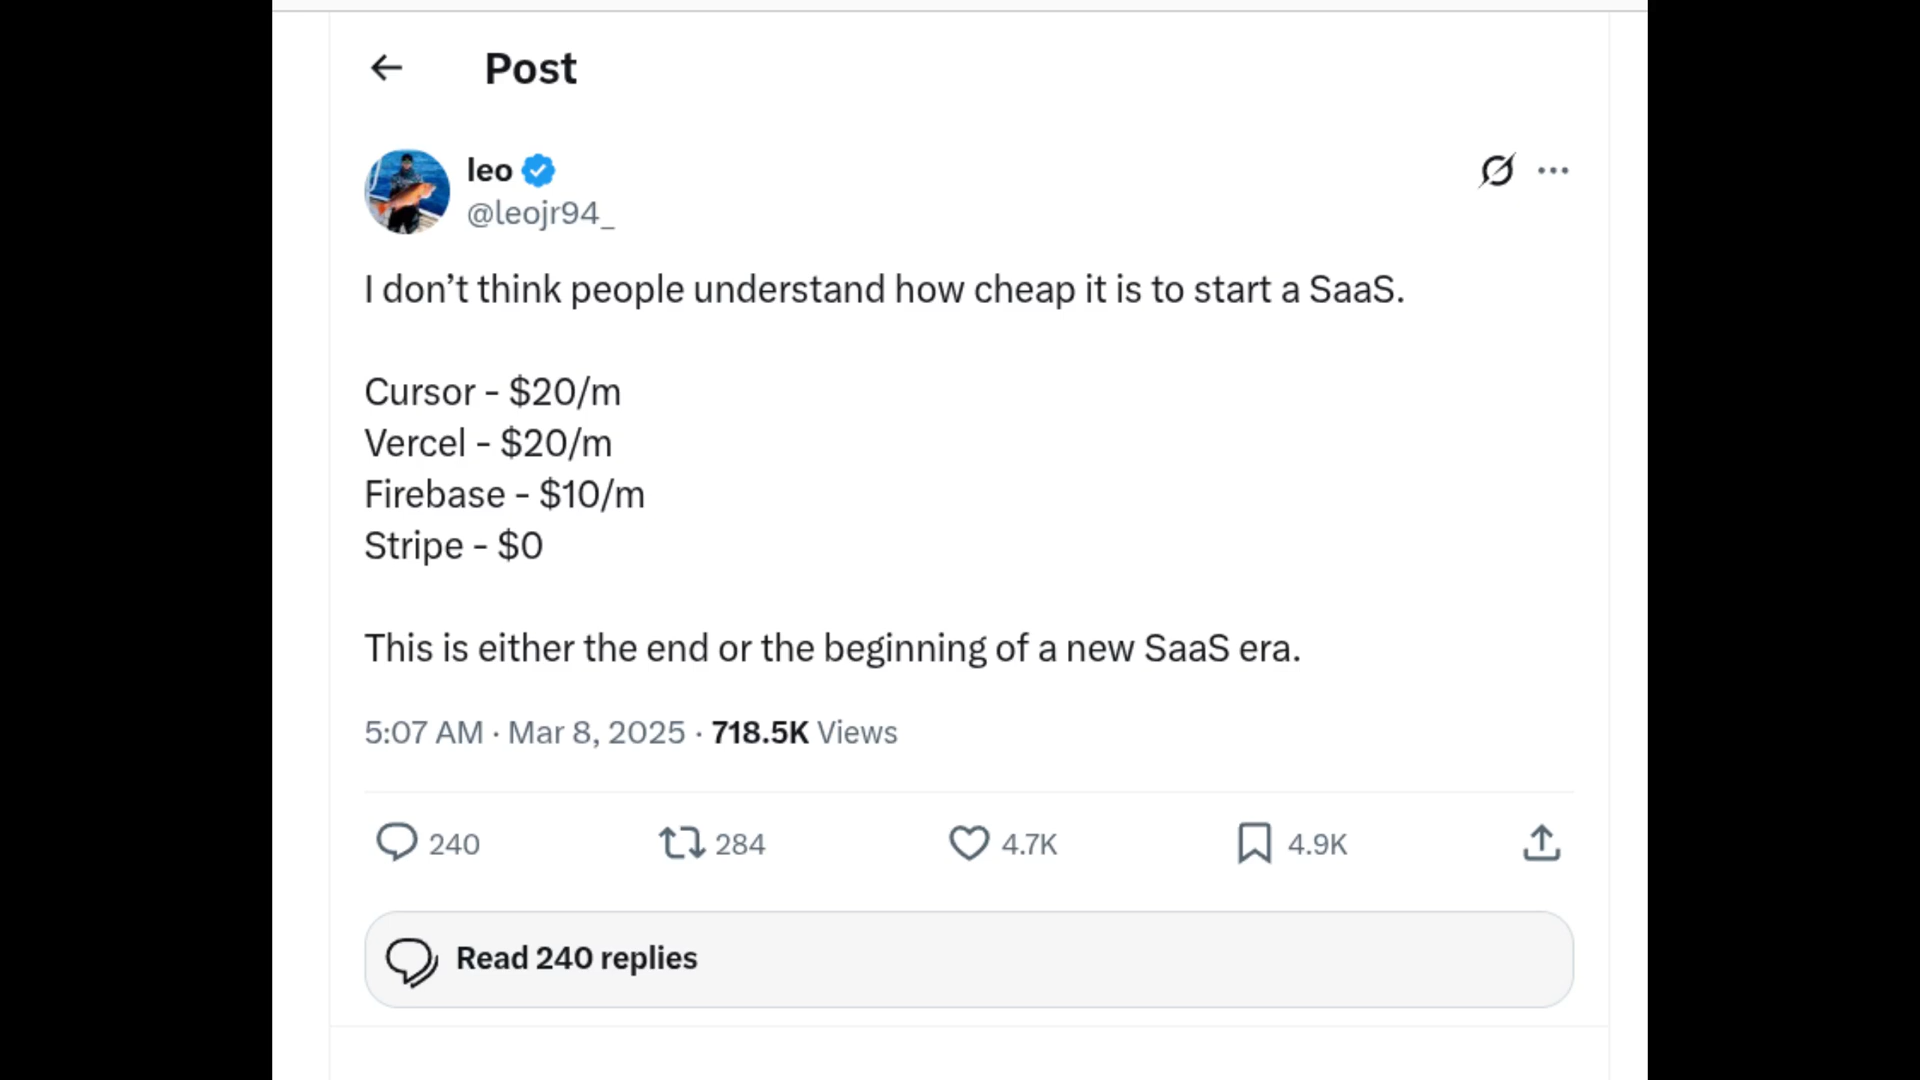 Post
leo
@leojr94_
I don’t think people understand how cheap it is to start a SaaS.
Cursor - $20/m
Vercel - $20/m
Firebase - $10/m
Stripe - $0
This is either the end or the beginning of a new SaaS era.
5:07 AM · Mar 8, 2025 · 718.5K Views
240 284 4.7K 4.9K
Read 240 replies